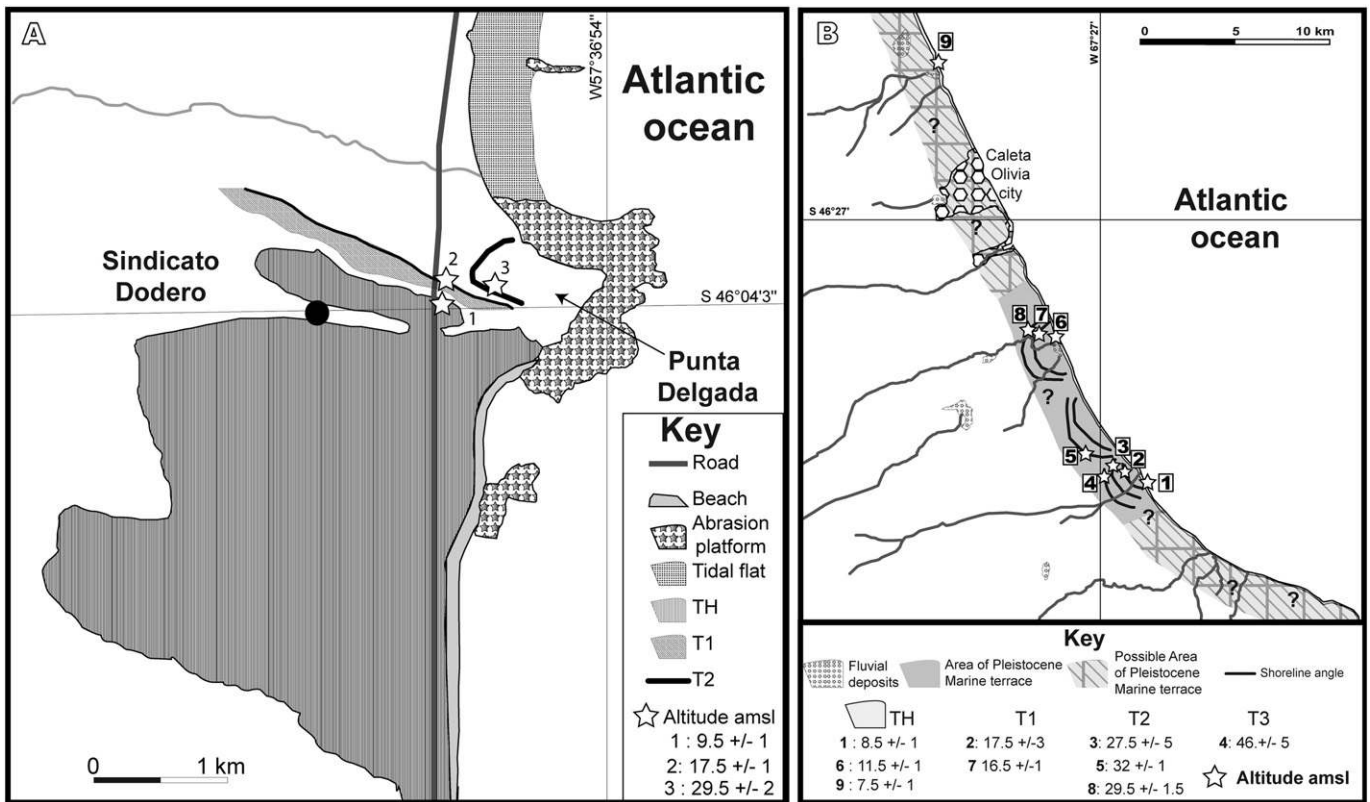 A
Atlantic
ocean
W57°36'54"
Sindicato
Dodero
2
3
1
S 46°04'3"
Punta
Delgada
Key
Road
Beach
Abrasion
platform
Tidal flat
TH
T1
T2
Altitude amsl
1 : 9.5 +/- 1
2: 17.5 +/- 1
3 : 29.5 +/- 2
0 1 km
B
9
W 67°27'
0 5 10 km
?
Caleta
Olivia
city
S 46°27'
?
Atlantic
ocean
8 7 6
?
5 3
4 2 1
?
?
?
Key
Fluvial
deposits
Area of Pleistocene
Marine terrace
Possible Area
of Pleistocene
Marine terrace
Shoreline angle
TH T1 T2 T3
1 : 8.5 +/- 1 2: 17.5 +/-3 3: 27.5 +/- 5 4: 46.+/- 5
6 : 11.5 +/- 1 7 16.5 +/-1 5: 32 +/- 1
9 : 7.5 +/- 1 8: 29.5 +/- 1.5 Altitude amsl